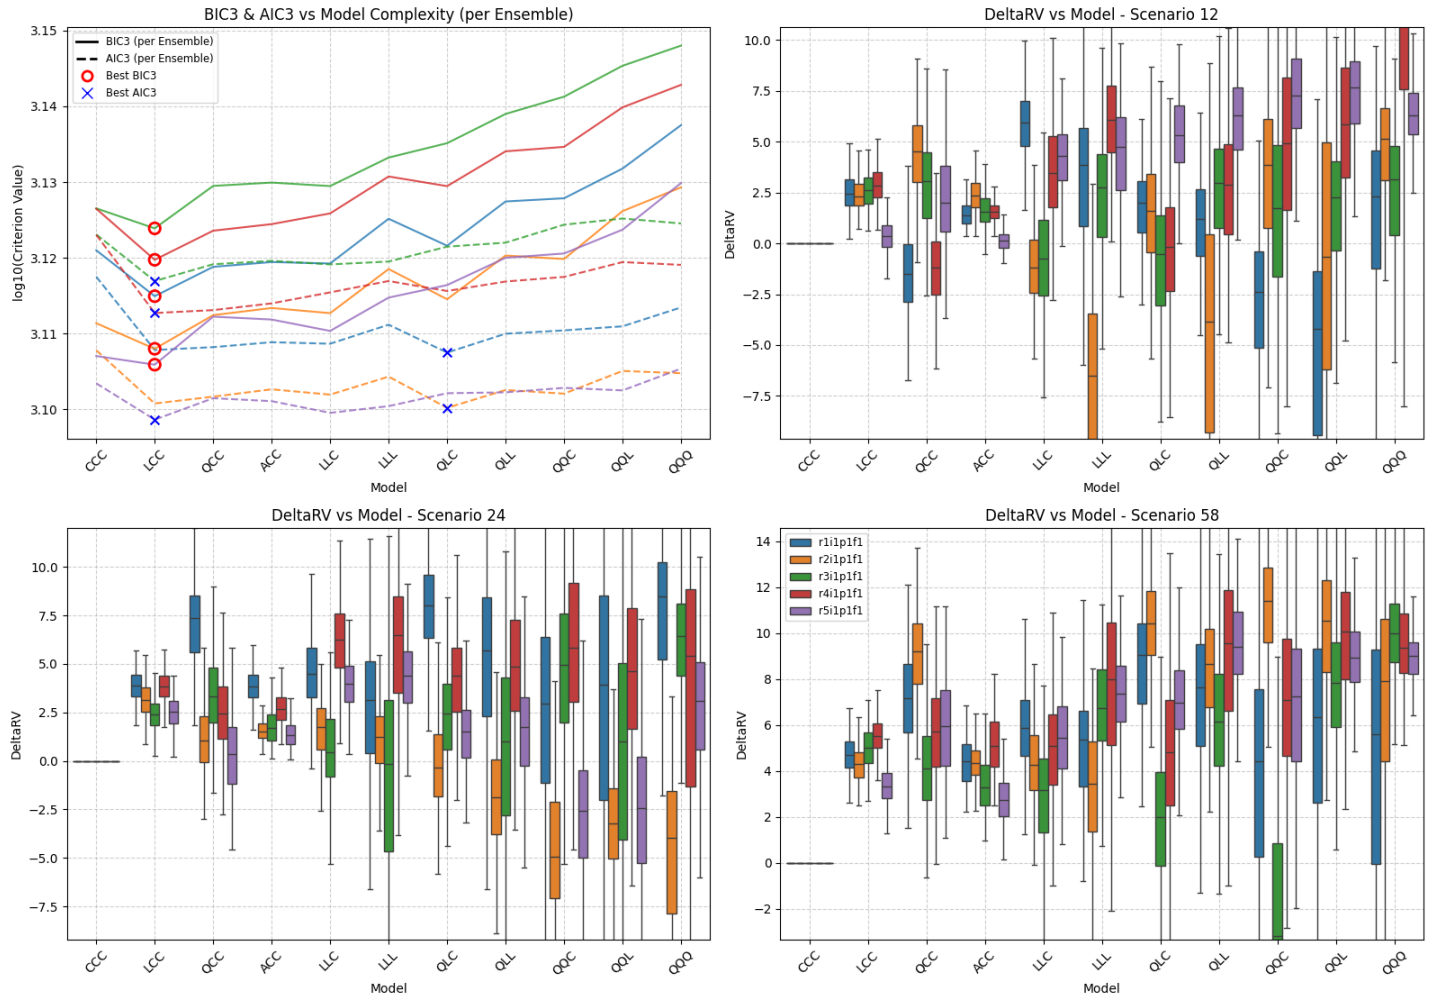 BIC3 & AIC3 vs Model Complexity (per Ensemble)
BIC3 (per Ensemble)
AIC3 (per Ensemble)
Best BIC3
Best AIC3
log10(Criterion Value)
3.15
3.14
3.13
3.12
3.11
3.10
CCC LCC QCC ACC LLC LLL QLC QLL QQC QQL QQQ
Model
DeltaRV vs Model - Scenario 12
DeltaRV
10.0
7.5
5.0
2.5
0.0
−2.5
−5.0
−7.5
CCC LCC QCC ACC LLC LLL QLC QLL QQC QQL QQQ
Model
DeltaRV vs Model - Scenario 24
DeltaRV
10.0
7.5
5.0
2.5
0.0
−2.5
−5.0
−7.5
CCC LCC QCC ACC LLC LLL QLC QLL QQC QQL QQQ
Model
DeltaRV vs Model - Scenario 58
r1i1p1f1
r2i1p1f1
r3i1p1f1
r4i1p1f1
r5i1p1f1
DeltaRV
14
12
10
8
6
4
2
0
−2
CCC LCC QCC ACC LLC LLL QLC QLL QQC QQL QQQ
Model